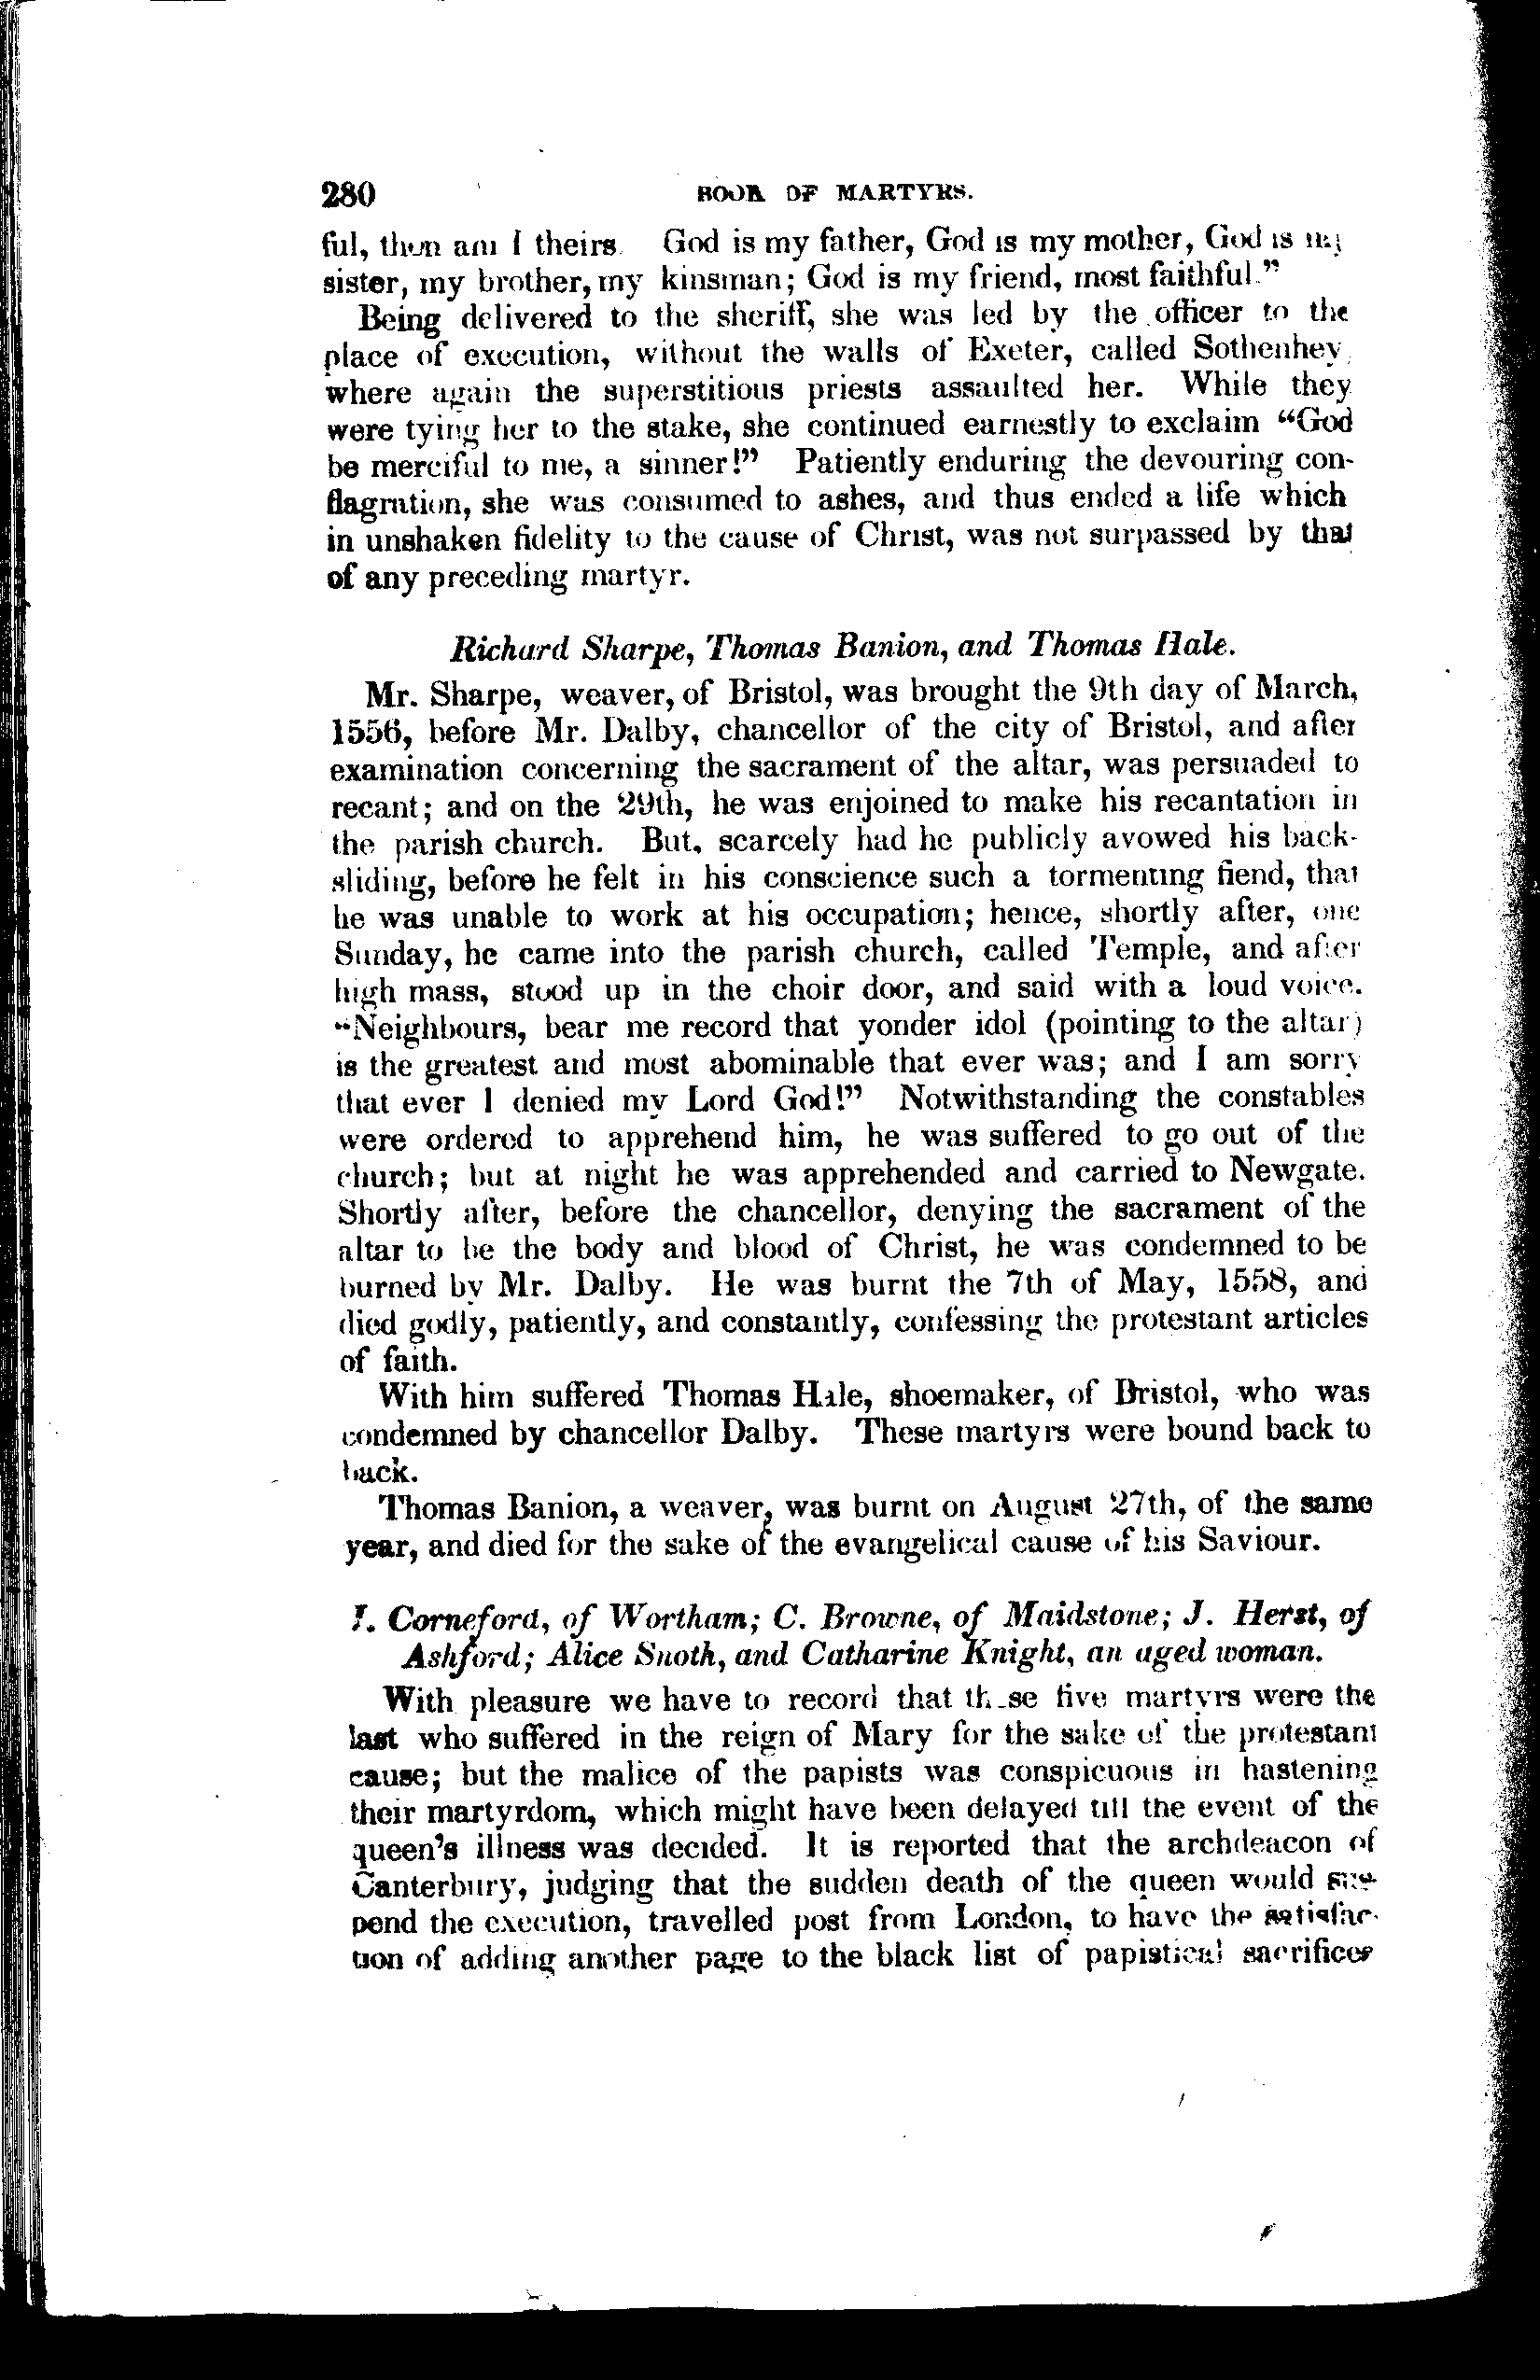 280 BOOK OF MARTYRS.
ful, then am I theirs. God is my father, God is my mother, God is my
sister, my brother, my kinsman; God is my friend, most faithful."
Being delivered to the sheriff, she was led by the officer to the
place of execution, without the walls of Exeter, called Sothenhey,
where again the superstitious priests assaulted her. While they
were tying her to the stake, she continued earnestly to exclaim "God
be merciful to me, a sinner!" Patiently enduring the devouring con-
flagration, she was consumed to ashes, and thus ended a life which
in unshaken fidelity to the cause of Christ, was not surpassed by that
of any preceding martyr.
Richard Sharpe, Thomas Banion, and Thomas Hale.
Mr. Sharpe, weaver, of Bristol, was brought the 9th day of March,
1556, before Mr. Dalby, chancellor of the city of Bristol, and after
examination concerning the sacrament of the altar, was persuaded to
recant; and on the 29th, he was enjoined to make his recantation in
the parish church. But, scarcely had he publicly avowed his back-
sliding, before he felt in his conscience such a tormenting fiend, that
he was unable to work at his occupation; hence, shortly after, one
Sunday, he came into the parish church, called Temple, and after
high mass, stood up in the choir door, and said with a loud voice.
"Neighbours, bear me record that yonder idol (pointing to the altar)
is the greatest and most abominable that ever was; and I am sorry
that ever I denied my Lord God!" Notwithstanding the constables
were ordered to apprehend him, he was suffered to go out of the
church; but at night he was apprehended and carried to Newgate.
Shortly after, before the chancellor, denying the sacrament of the
altar to be the body and blood of Christ, he was condemned to be
burned by Mr. Dalby. He was burnt the 7th of May, 1558, and
died godly, patiently, and constantly, confessing the protestant articles
of faith.
With him suffered Thomas Hale, shoemaker, of Bristol, who was
condemned by chancellor Dalby. These martyrs were bound back to
back.
Thomas Banion, a weaver, was burnt on August 27th, of the same
year, and died for the sake of the evangelical cause of his Saviour.
J. Corneford, of Wortham; C. Browne, of Maidstone; J. Herst, of
Ashford; Alice Snoth, and Catharine Knight, an aged woman.
With pleasure we have to record that these five martyrs were the
last who suffered in the reign of Mary for the sake of the protestant
cause; but the malice of the papists was conspicuous in hastening
their martyrdom, which might have been delayed till the event of the
queen's illness was decided. It is reported that the archdeacon of
Canterbury, judging that the sudden death of the queen would sus-
pend the execution, travelled post from London, to have the satisfac-
tion of adding another page to the black list of papistical sacrifices